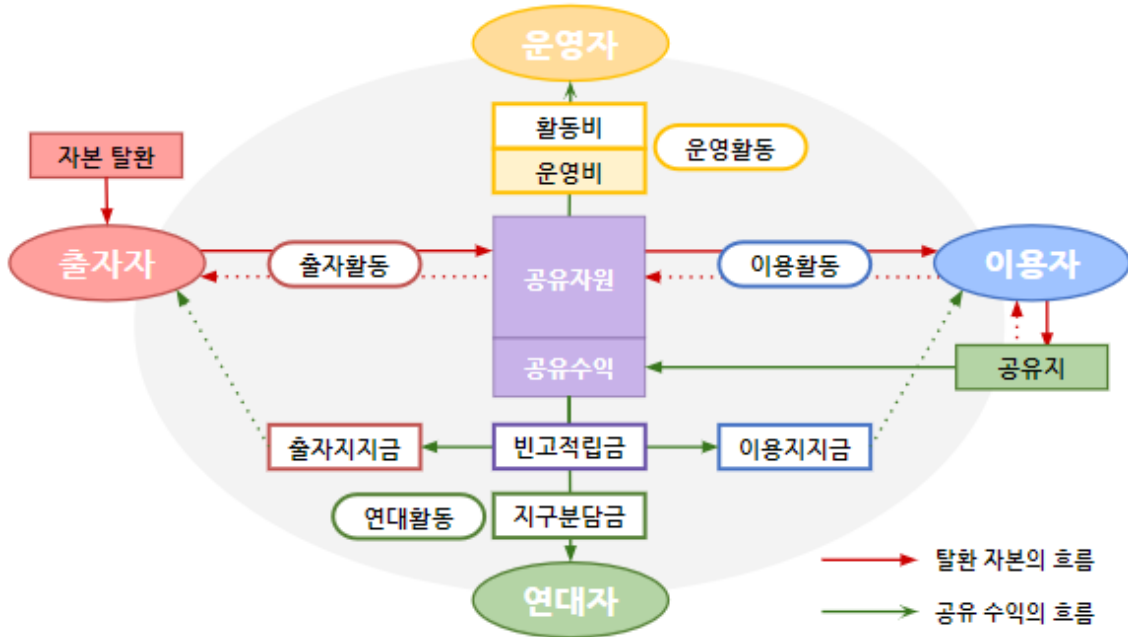 운영자
활동비
운영활동
운영비
자본 탈환
출자자
출자활동
공유자원
이용활동
이용자
공유수익
공유지
출자지지금
빈고적립금
이용지지금
연대활동
지구분담금
연대자
탈환 자본의 흐름
공유 수익의 흐름